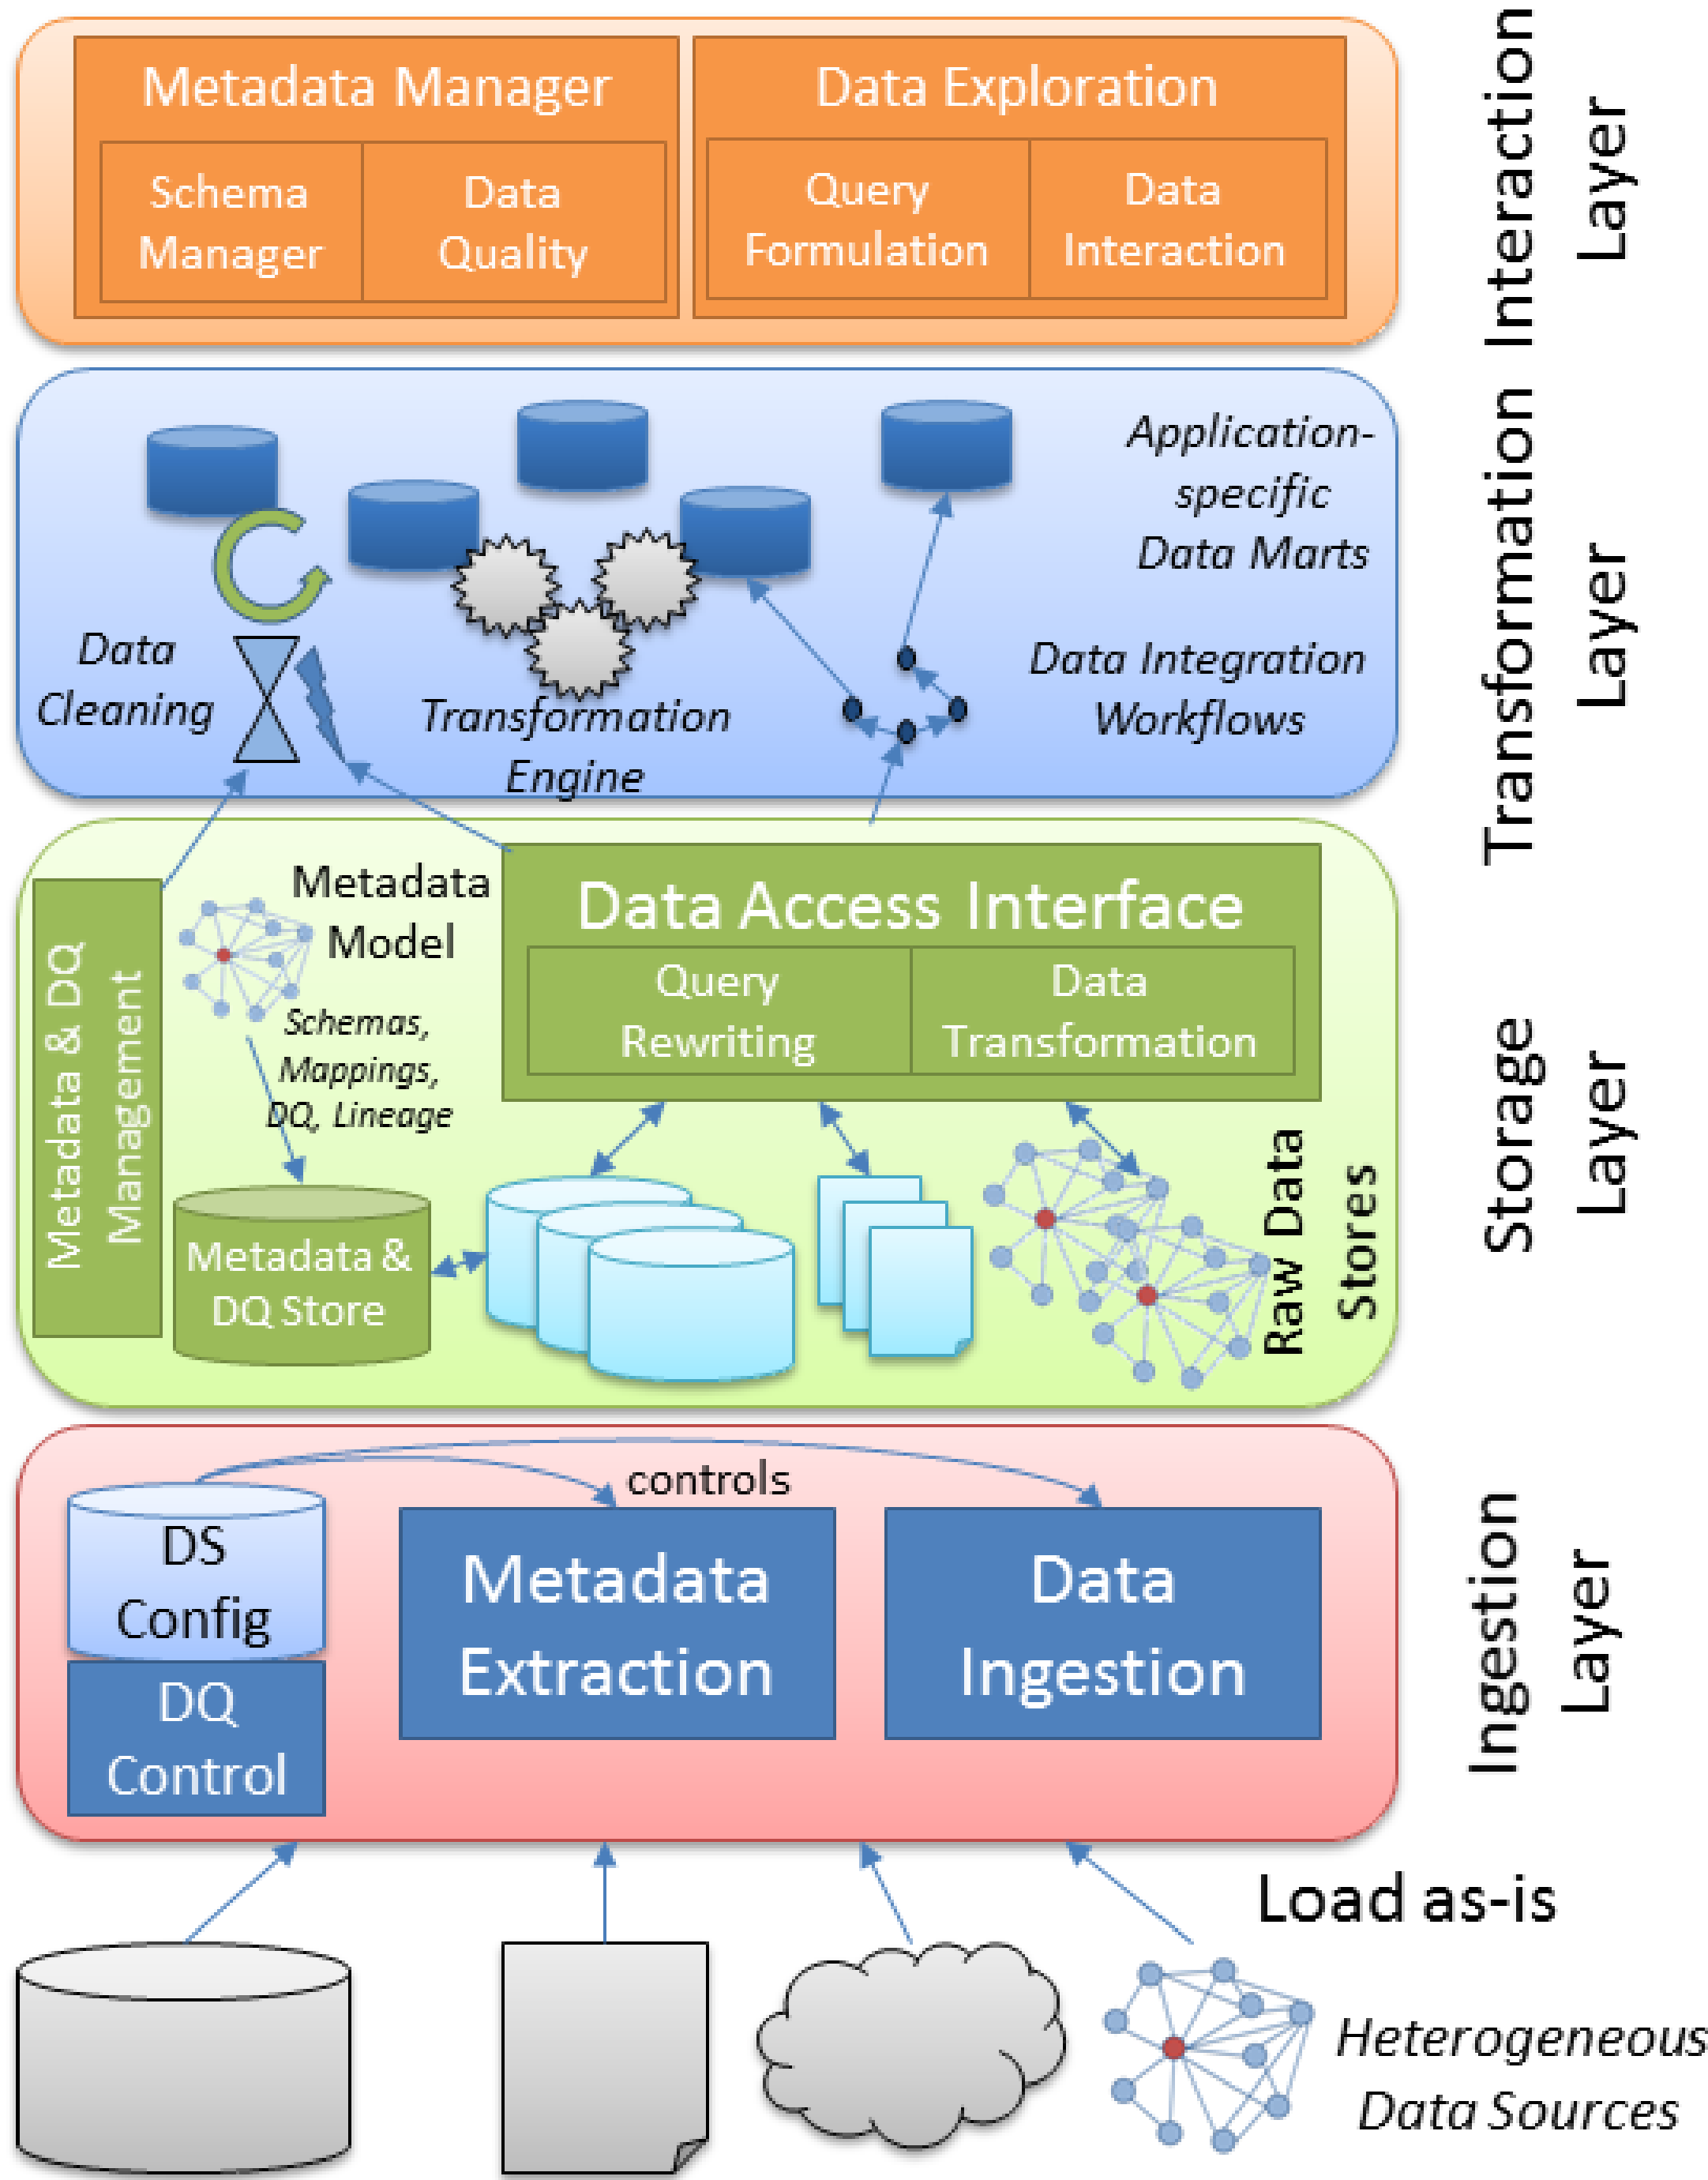 Metadata Manager
Schema
Manager
Data
Quality
Data Exploration
Query
Formulation
Data
Interaction
Interaction
Layer
Application-
specific
Data Marts
Data
Cleaning
Transformation
Engine
Data Integration
Workflows
Transformation
Layer
Metadata & DQ
Management
Metadata
Model
Schemas,
Mappings,
DQ, Lineage
Data Access Interface
Query
Rewriting
Data
Transformation
Metadata &
DQ Store
Raw Data
Stores
Storage
Layer
controls
DS
Config
DQ
Control
Metadata
Extraction
Data
Ingestion
Ingestion
Layer
Load as-is
Heterogeneous
Data Sources